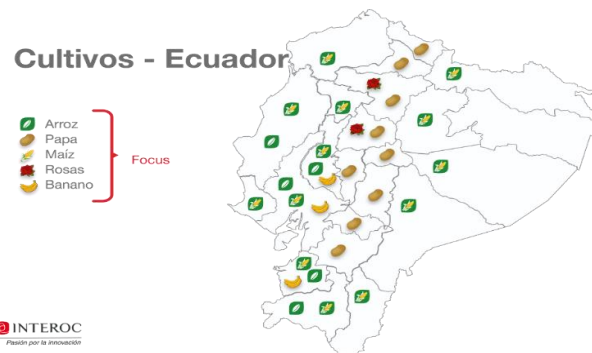 Cultivos - Ecuador
Arroz
Papa
Maíz
Rosas
Banano
Focus
INTEROC
Pasión por la innovación